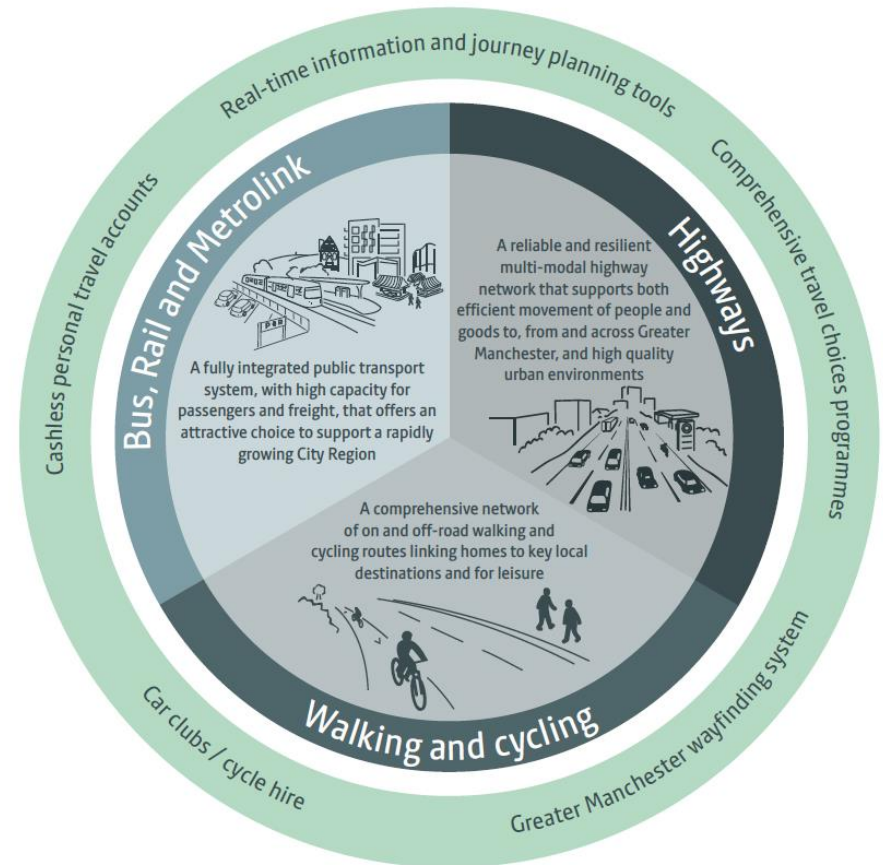 Real-time information and journey planning tools
Comprehensive travel choices programmes
Greater Manchester wayfinding system
Car clubs / cycle hire
Cashless personal travel accounts
Bus, Rail and Metrolink
A fully integrated public transport
system, with high capacity for
passengers and freight, that offers an
attractive choice to support a rapidly
growing City Region
Highways
A reliable and resilient
multi-modal highway
network that supports both
efficient movement of people and
goods to, from and across Greater
Manchester, and high quality
urban environments
A comprehensive network
of on and off-road walking and
cycling routes linking homes to key local
destinations and for leisure
Walking and cycling